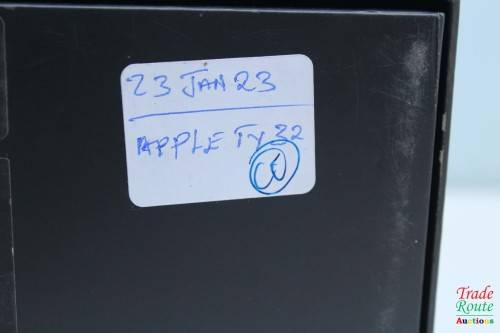 23 JAN 23
APPLE TV 32
Trade
Route
Auctions